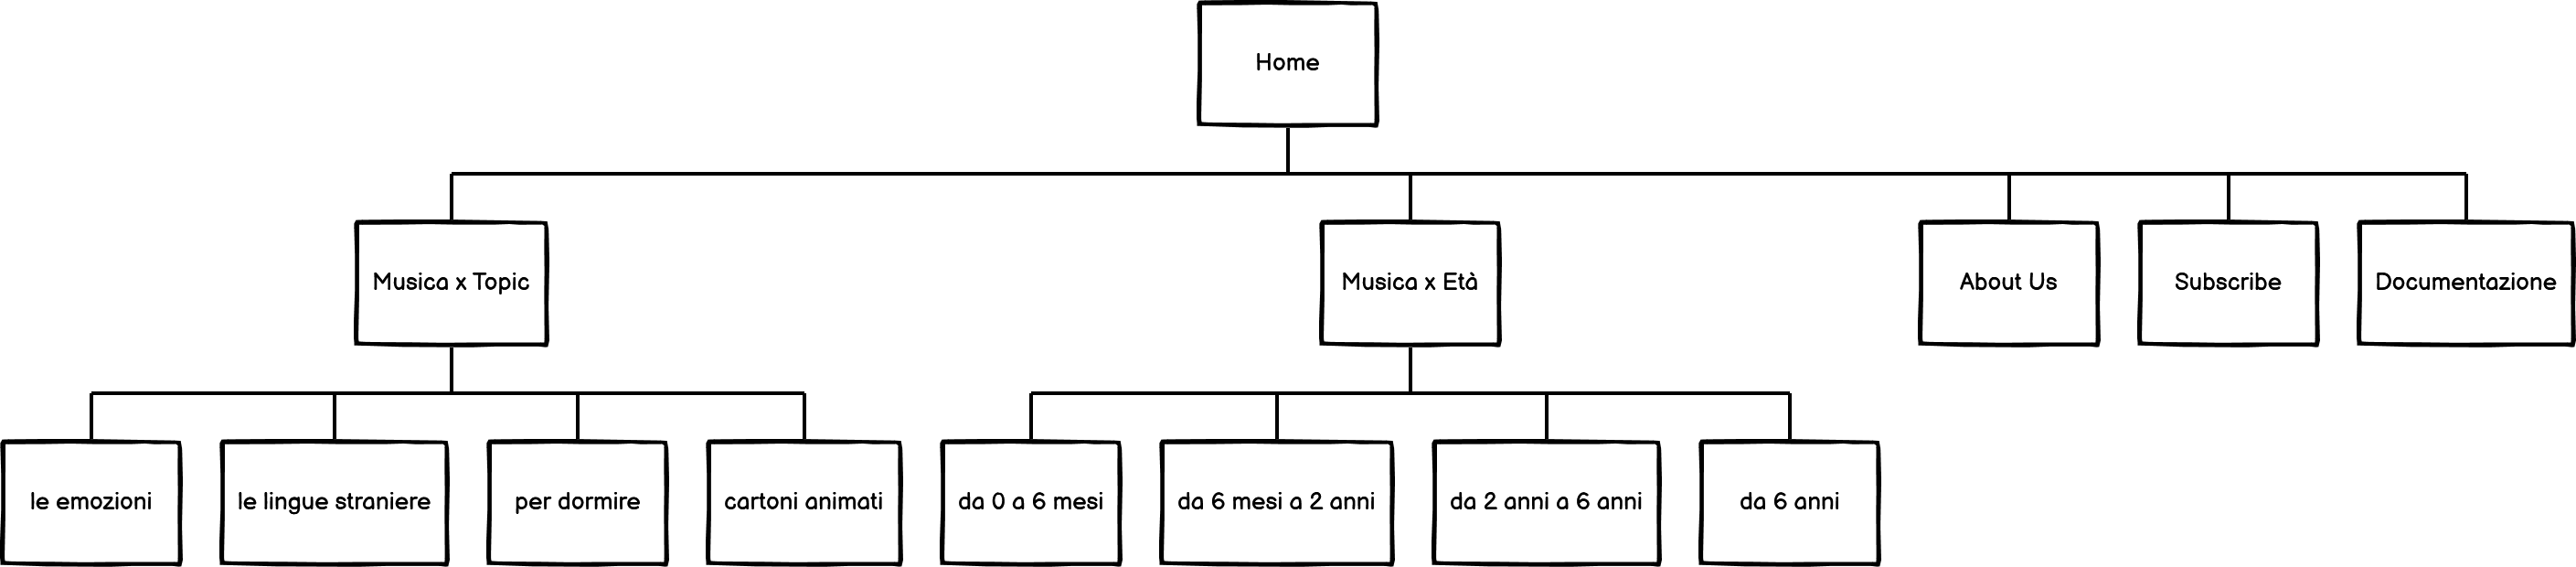 Home
Musica x Topic
Musica x Età
About Us
Subscribe
Documentazione
le emozioni
le lingue straniere
per dormire
cartoni animati
da 0 a 6 mesi
da 6 mesi a 2 anni
da 2 anni a 6 anni
da 6 anni